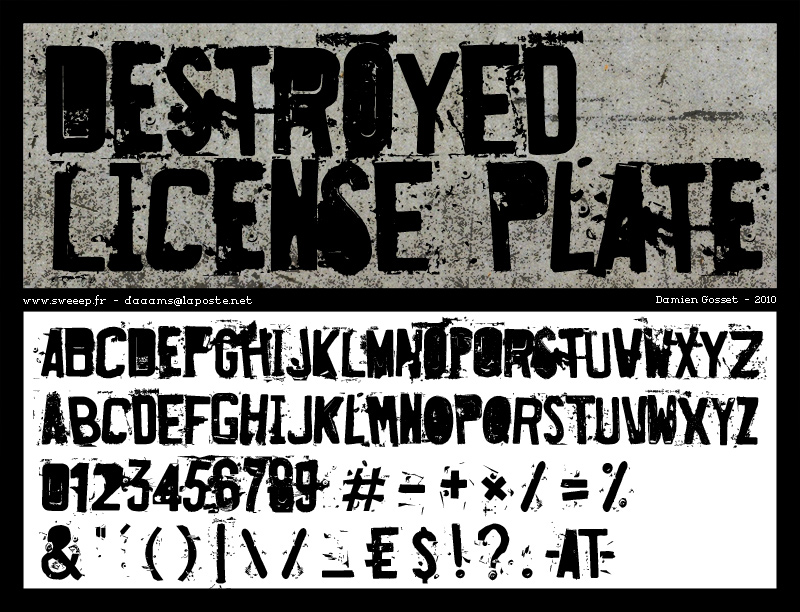 DESTROYED
LICENSE PLATE
www.sweeep.fr - daaams@laposte.net
Damien Gosset - 2010
ABCDEFGHIJKLMNOPQRSTUVWXYZ
ABCDEFGHIJKLMNOPQRSTUVWXYZ
0123456789 # - + × / = %
& " ´ ( ) | \ / _ € $ ! ? . -AT-